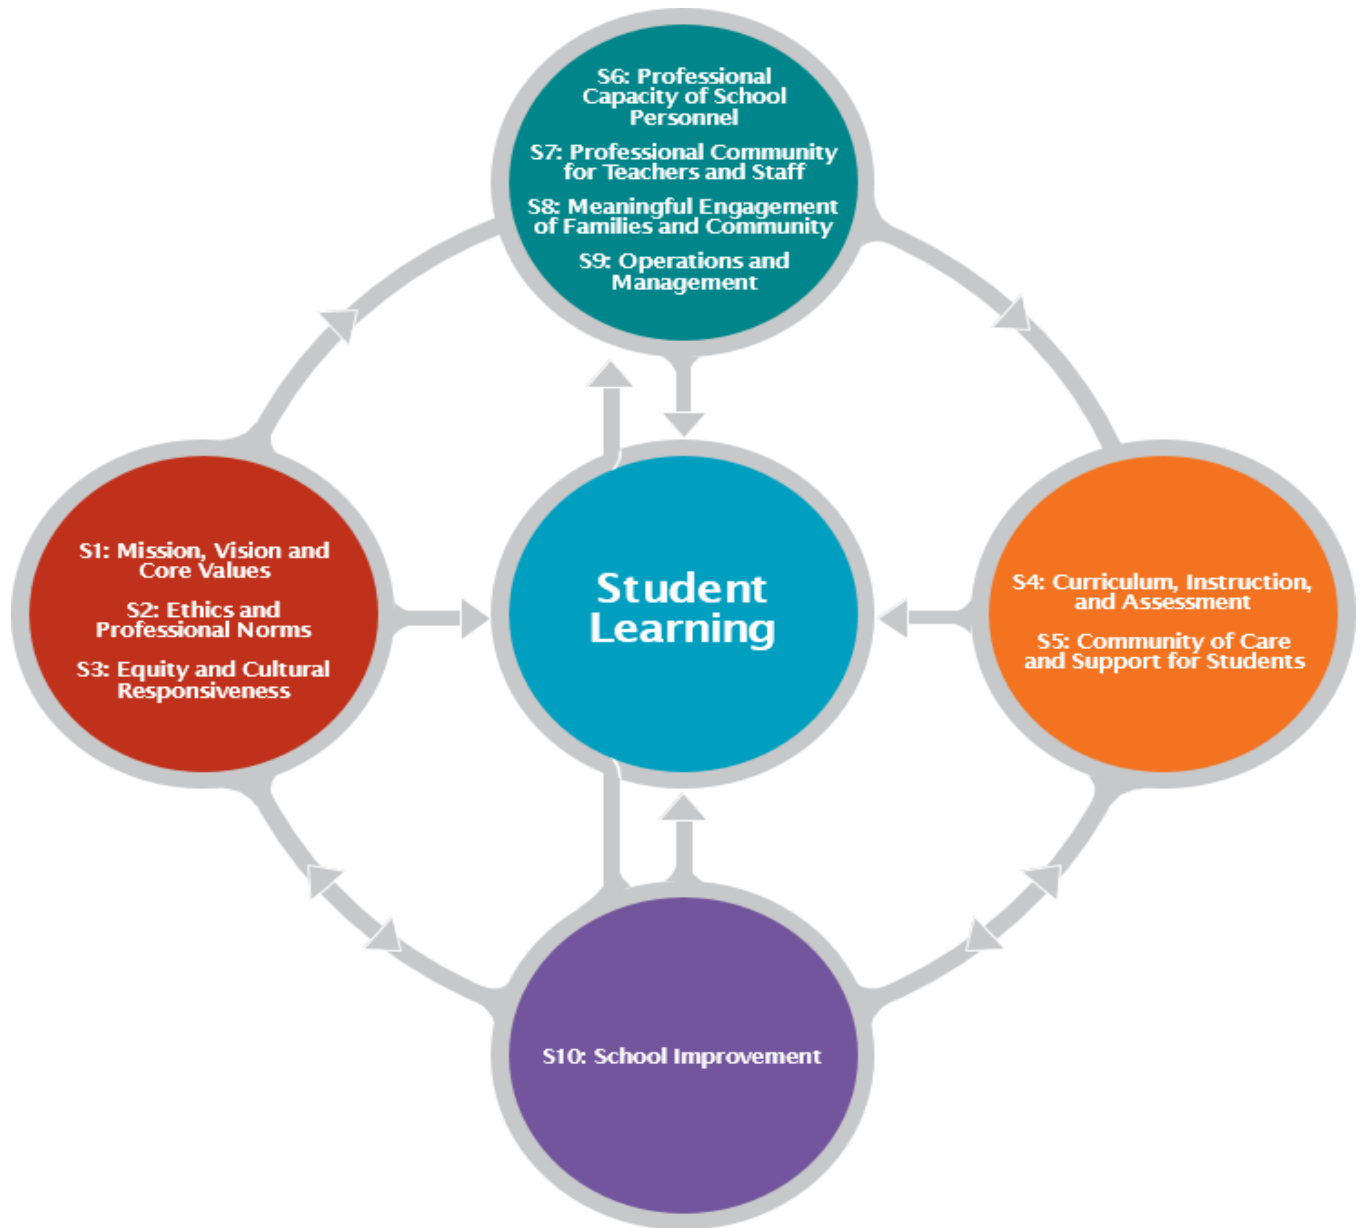 S6: Professional
Capacity of School
Personnel
S7: Professional Community
for Teachers and Staff
S8: Meaningful Engagement
of Families and Community
S9: Operations and
Management
S1: Mission, Vision and
Core Values
S2: Ethics and
Professional Norms
S3: Equity and Cultural
Responsiveness
Student
Learning
S4: Curriculum, Instruction,
and Assessment
S5: Community of Care
and Support for Students
S10: School Improvement